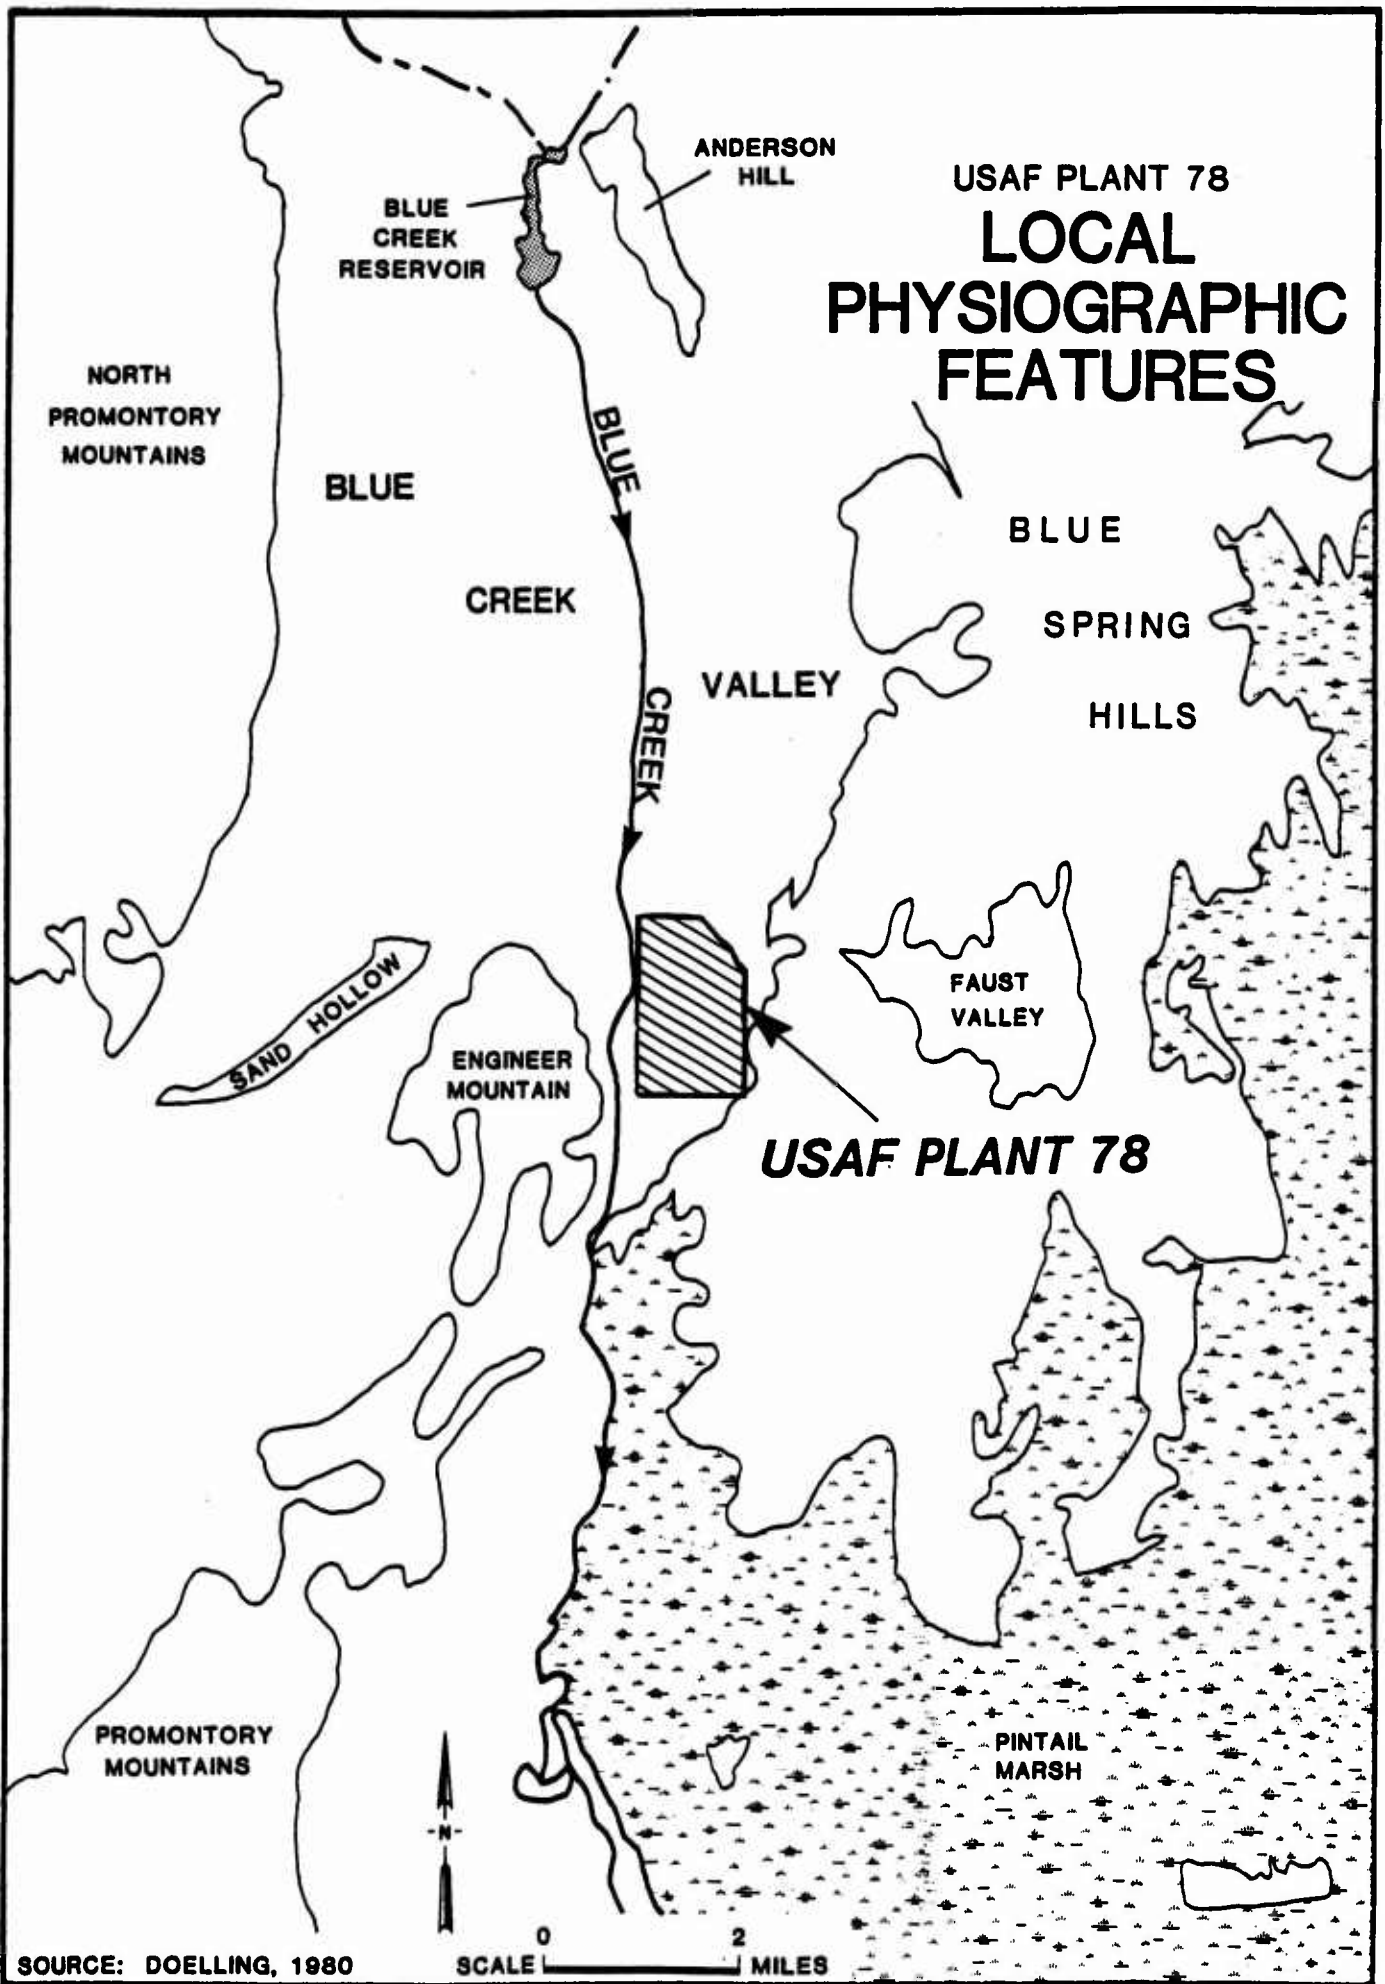 USAF PLANT 78
LOCAL
PHYSIOGRAPHIC
FEATURES
ANDERSON
HILL
BLUE
CREEK
RESERVOIR
NORTH
PROMONTORY
MOUNTAINS
BLUE
CREEK
VALLEY
BLUE
CREEK
BLUE
SPRING
HILLS
SAND HOLLOW
ENGINEER
MOUNTAIN
FAUST
VALLEY
USAF PLANT 78
PROMONTORY
MOUNTAINS
PINTAIL
MARSH
-N-
0 2
SCALE MILES
SOURCE: DOELLING, 1980